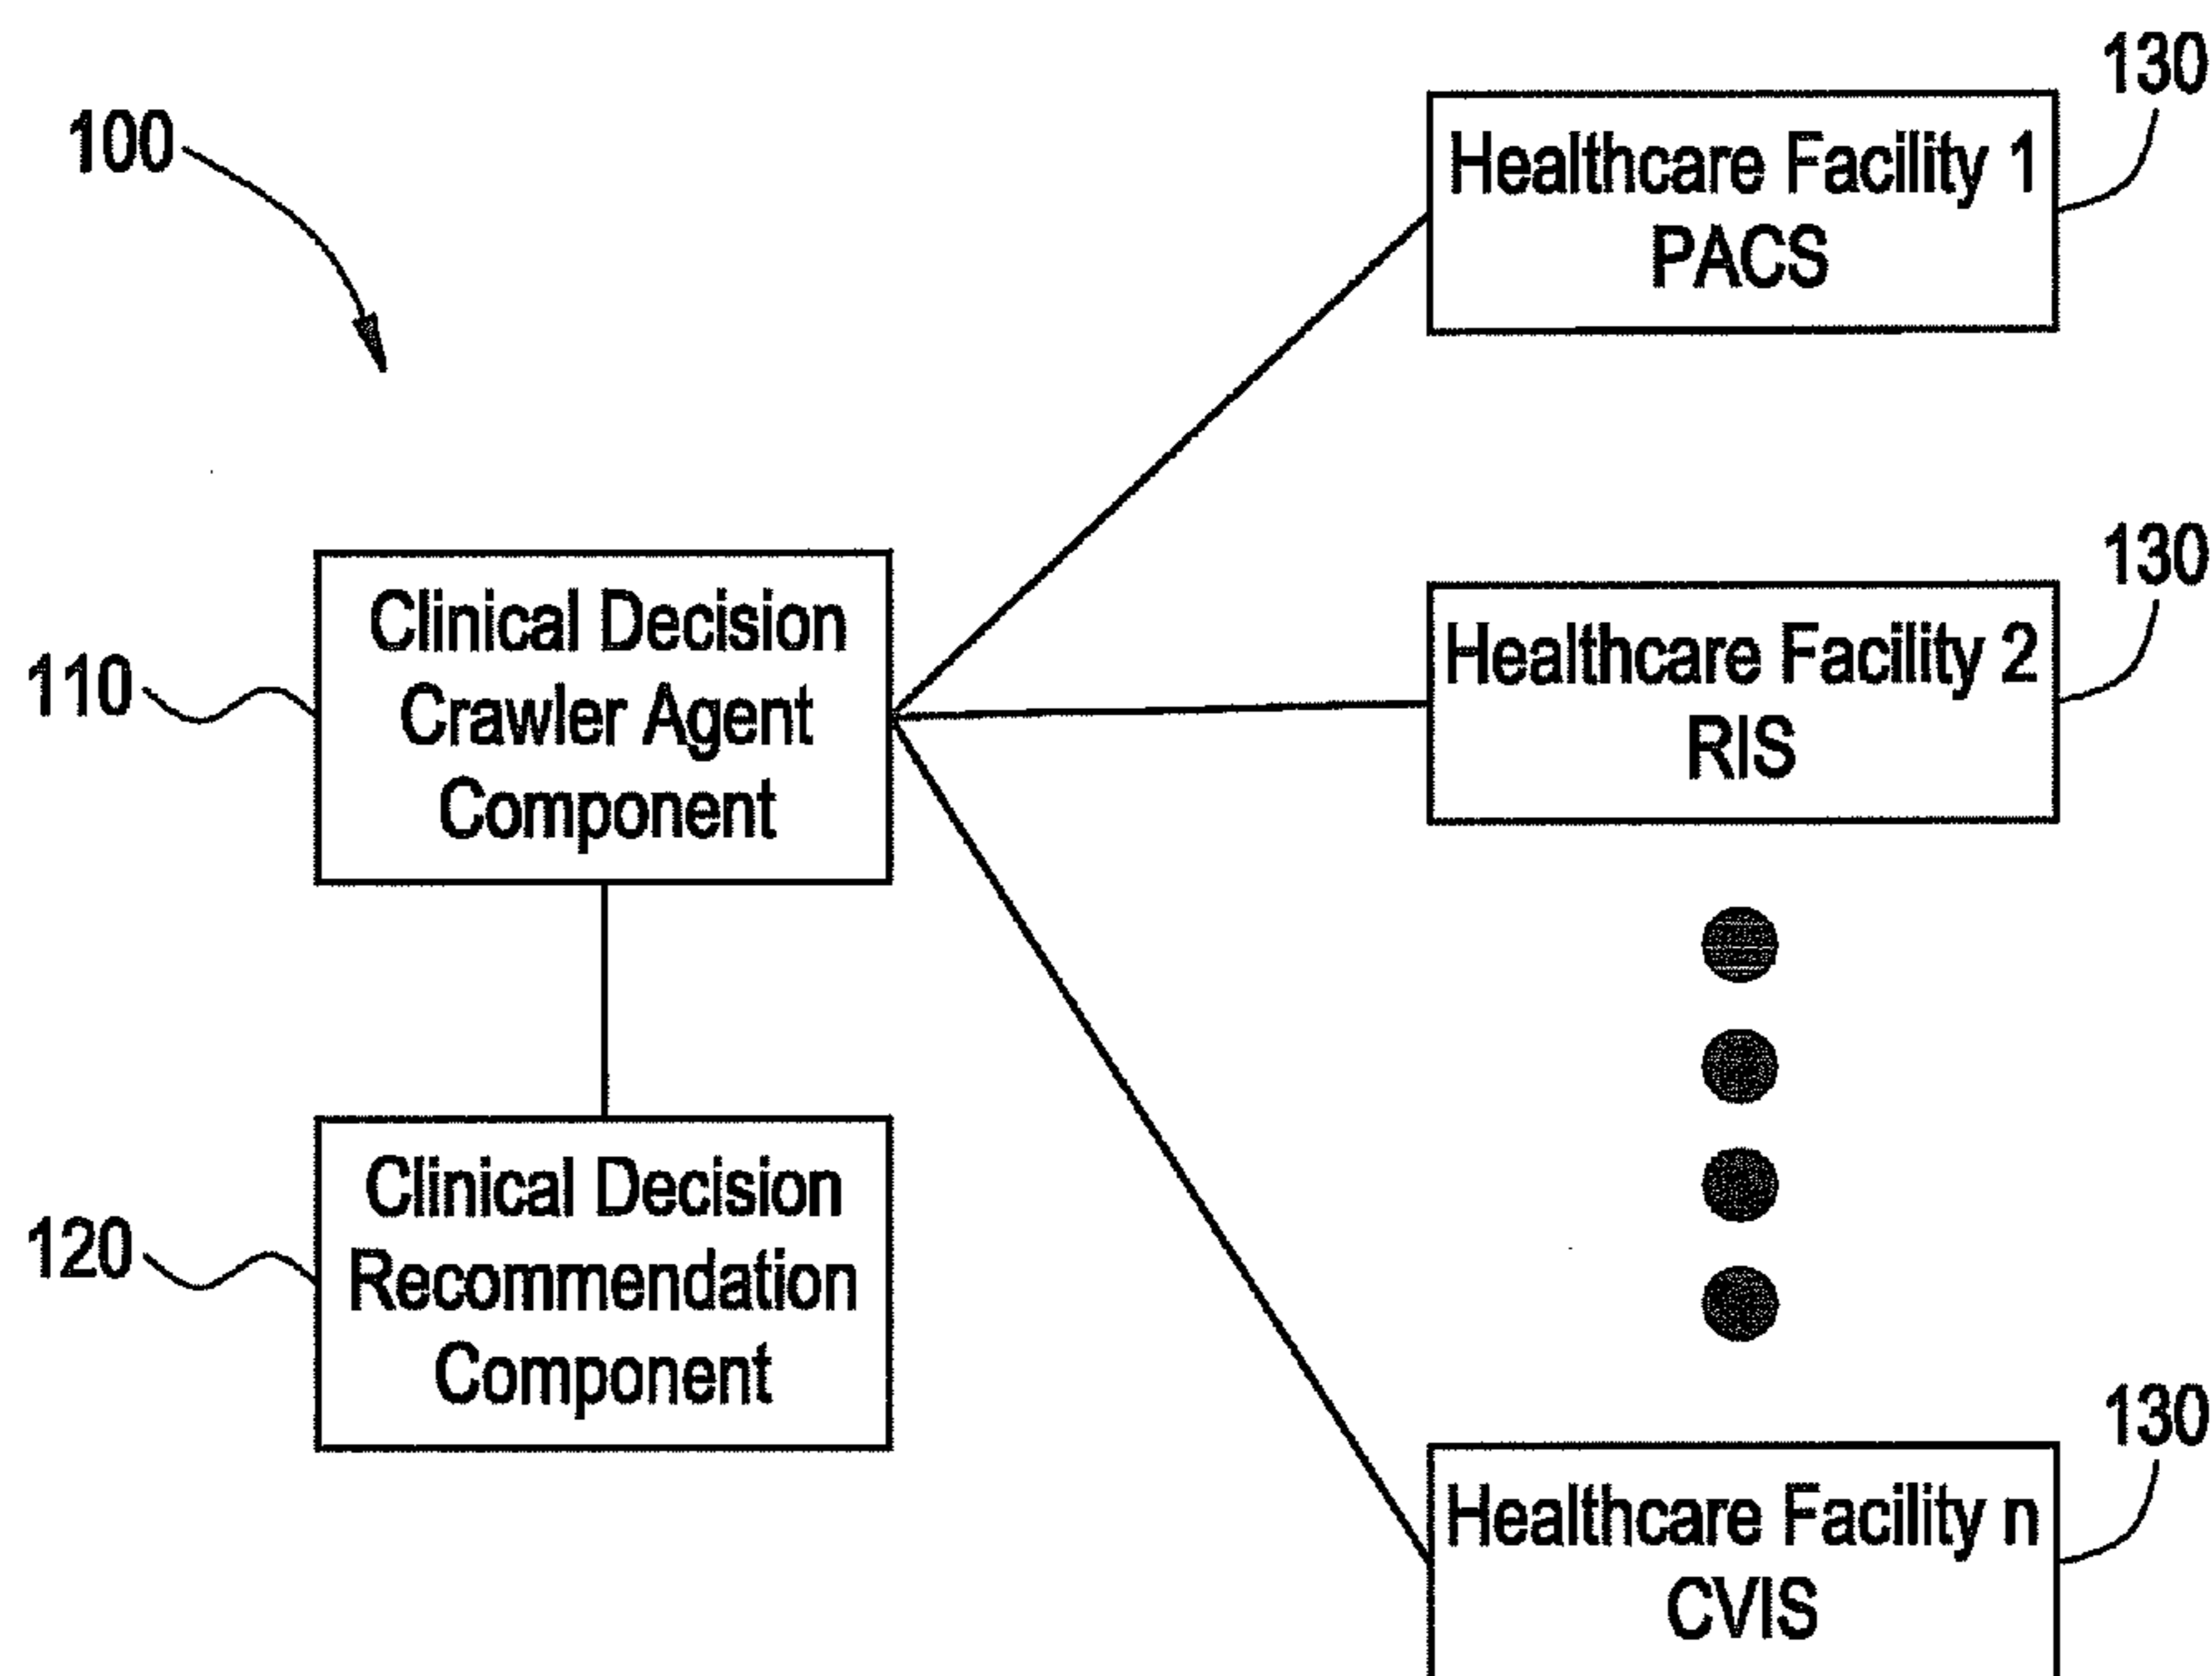 100
130
Healthcare Facility 1
PACS
130
Healthcare Facility 2
RIS
110
Clinical Decision
Crawler Agent
Component
120
Clinical Decision
Recommendation
Component
130
Healthcare Facility n
CVIS